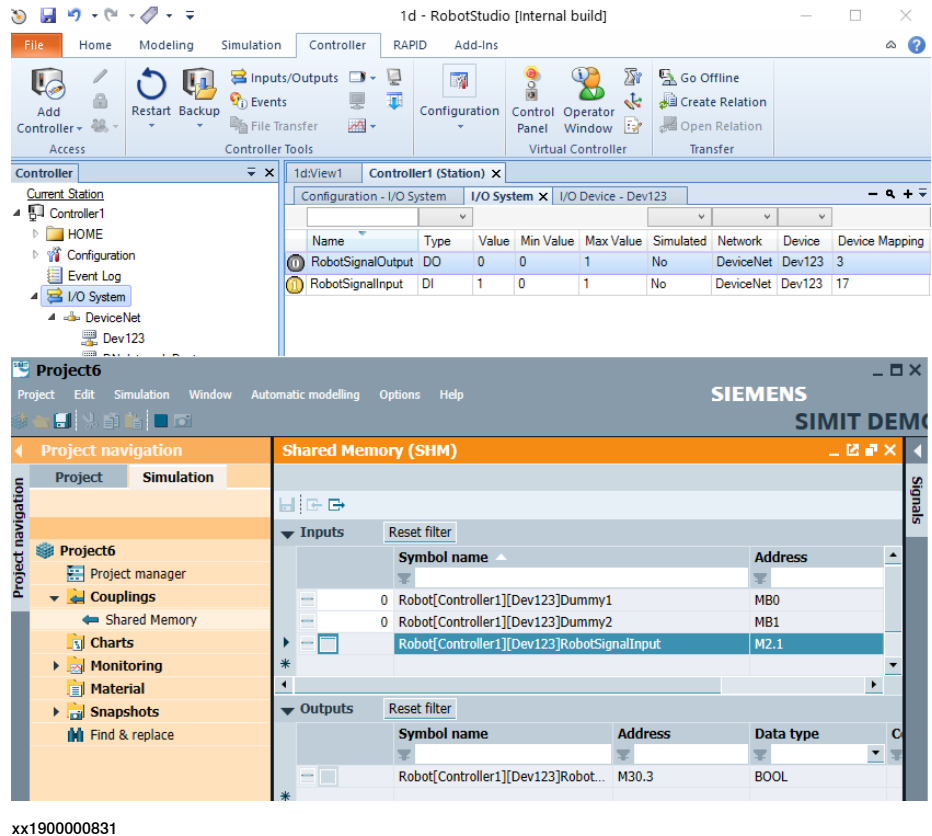 1d - RobotStudio [Internal build]
File Home Modeling Simulation Controller RAPID Add-Ins
Add Controller
Restart Backup
Inputs/Outputs
Events
File Transfer
Configuration
Control Panel
Operator Window
Go Offline
Create Relation
Open Relation
Access Controller Tools Virtual Controller Transfer
Controller
Current Station
Controller1
HOME
Configuration
Event Log
I/O System
DeviceNet
Dev123
1d:View1 Controller1 (Station) X
Configuration - I/O System I/O System X I/O Device - Dev123
Name Type Value Min Value Max Value Simulated Network Device Device Mapping
RobotSignalOutput DO 0 0 1 No DeviceNet Dev123 3
RobotSignalInput DI 1 0 1 No DeviceNet Dev123 17
Project6
Project Edit Simulation Window Automatic modelling Options Help
SIEMENS
SIMIT DEMO
Project navigation
Project navigation
Project Simulation
Project6
Project manager
Couplings
Shared Memory
Charts
Monitoring
Material
Snapshots
Find & replace
Shared Memory (SHM)
Signals
Inputs Reset filter
Symbol name Address
0 Robot[Controller1][Dev123]Dummy1 MB0
0 Robot[Controller1][Dev123]Dummy2 MB1
Robot[Controller1][Dev123]RobotSignalInput M2.1
Outputs Reset filter
Symbol name Address Data type
Robot[Controller1][Dev123]Robot... M30.3 BOOL
xx1900000831